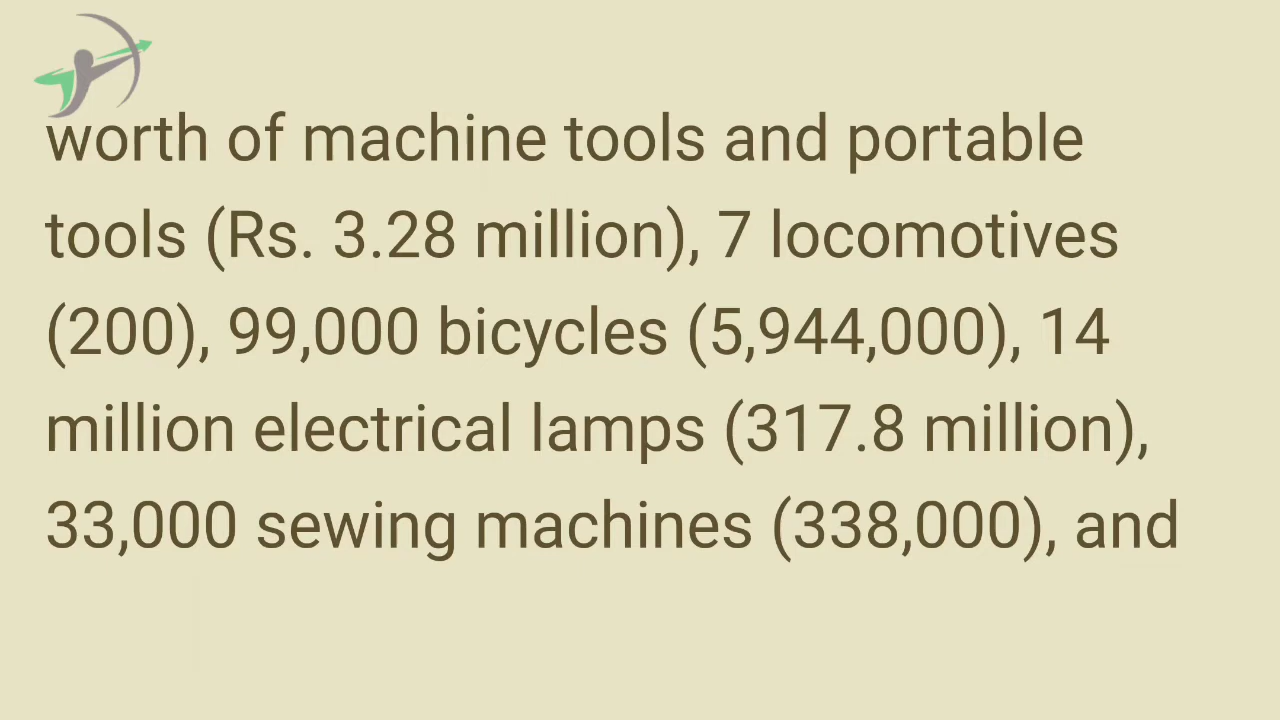 worth of machine tools and portable
tools (Rs. 3.28 million), 7 locomotives
(200), 99,000 bicycles (5,944,000), 14
million electrical lamps (317.8 million),
33,000 sewing machines (338,000), and